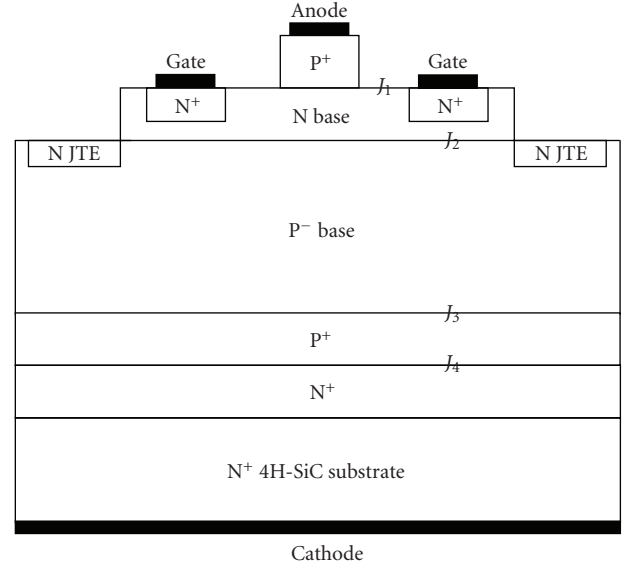 Anode
P⁺
Gate
Gate
J₁
N⁺
N⁺
N base
J₂
N JTE
N JTE
P⁻ base
J₃
P⁺
J₄
N⁺
N⁺ 4H-SiC substrate
Cathode